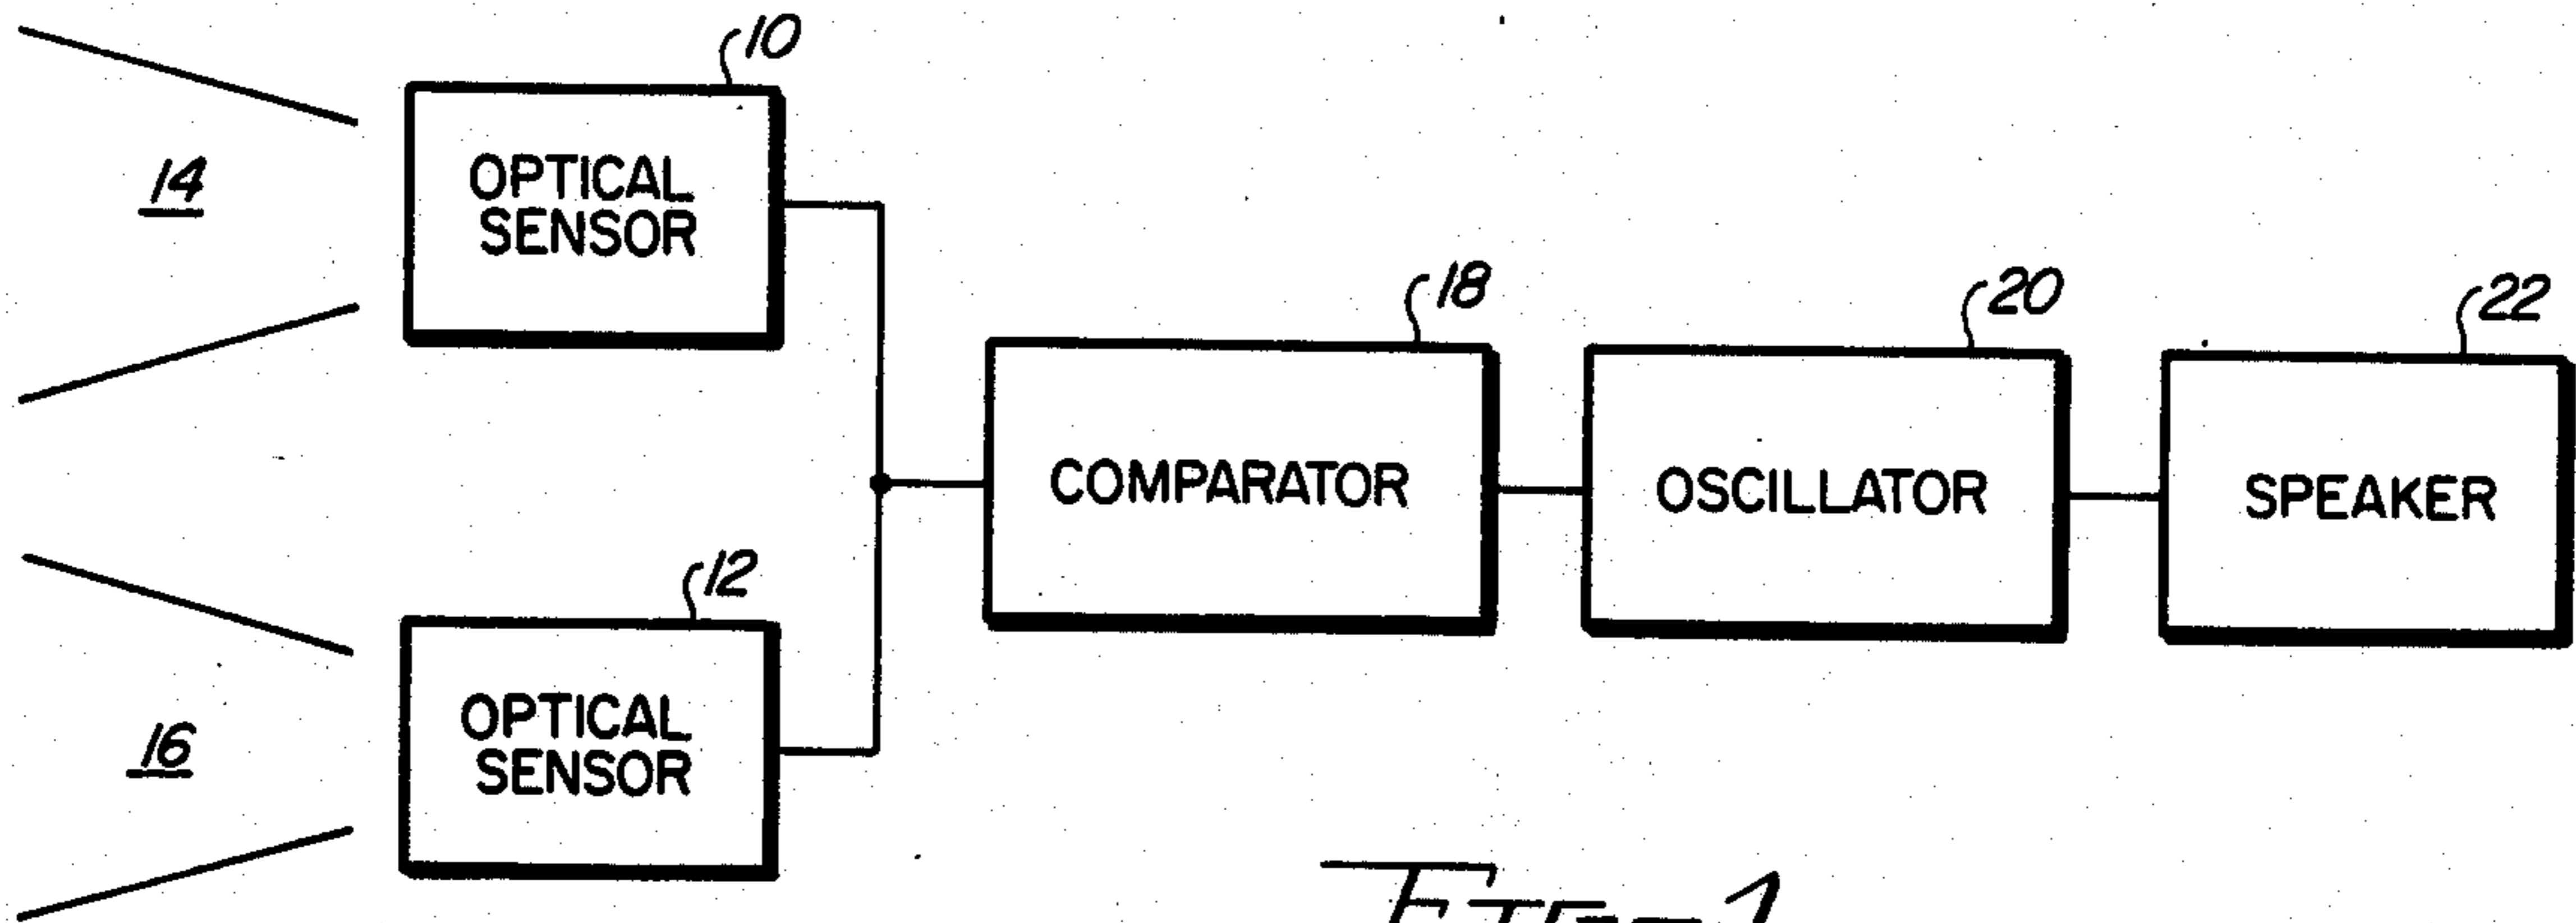 10
OPTICAL
SENSOR
14
18
20
22
COMPARATOR
OSCILLATOR
SPEAKER
12
OPTICAL
SENSOR
16